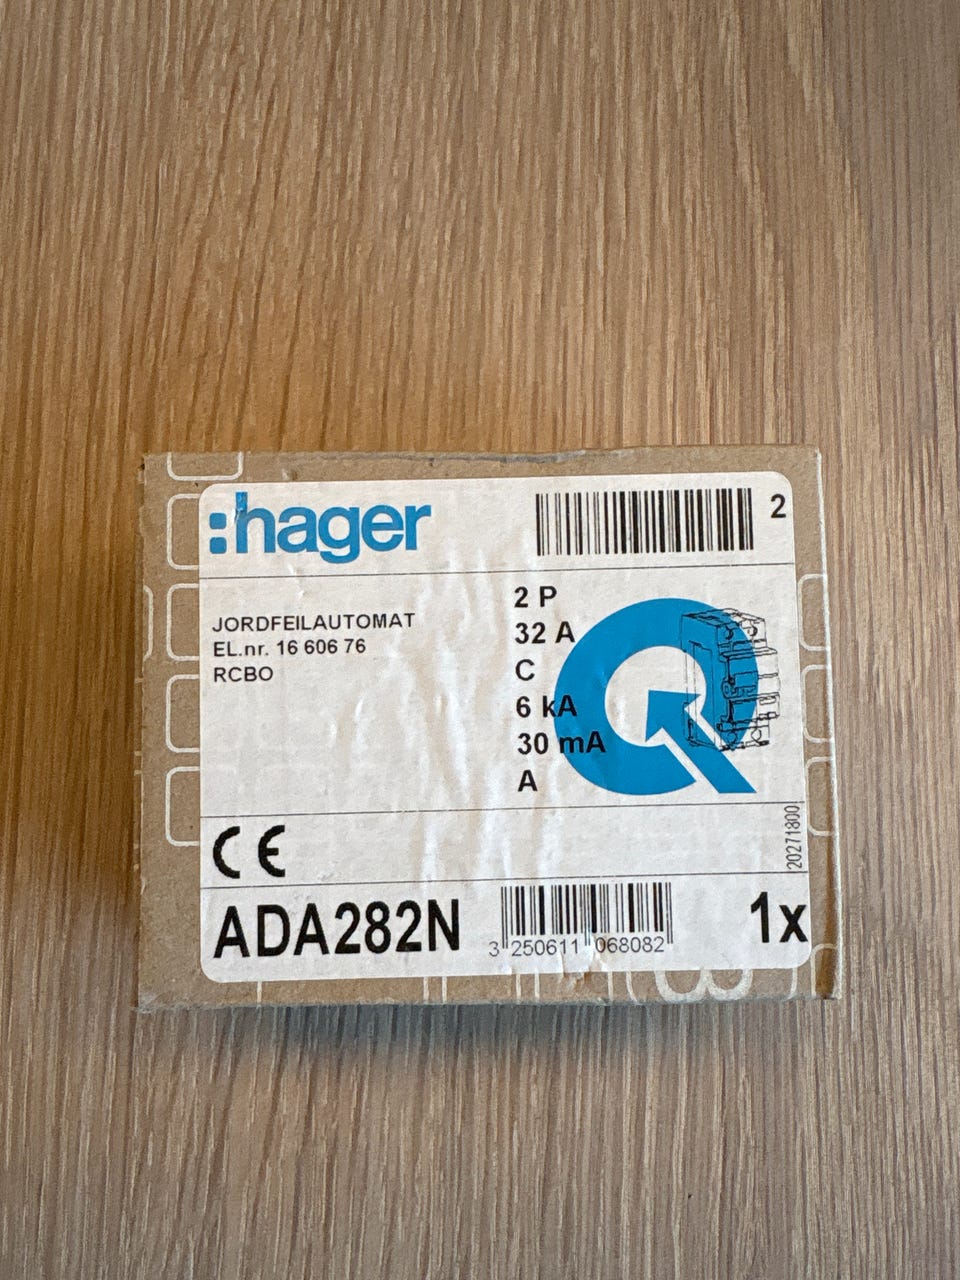 :hager
2
JORDFEILAUTOMAT
EL.nr. 16 606 76
RCBO
2 P
32 A
C
6 kA
30 mA
A
CE
20271800
ADA282N
3 250611 068082
1x